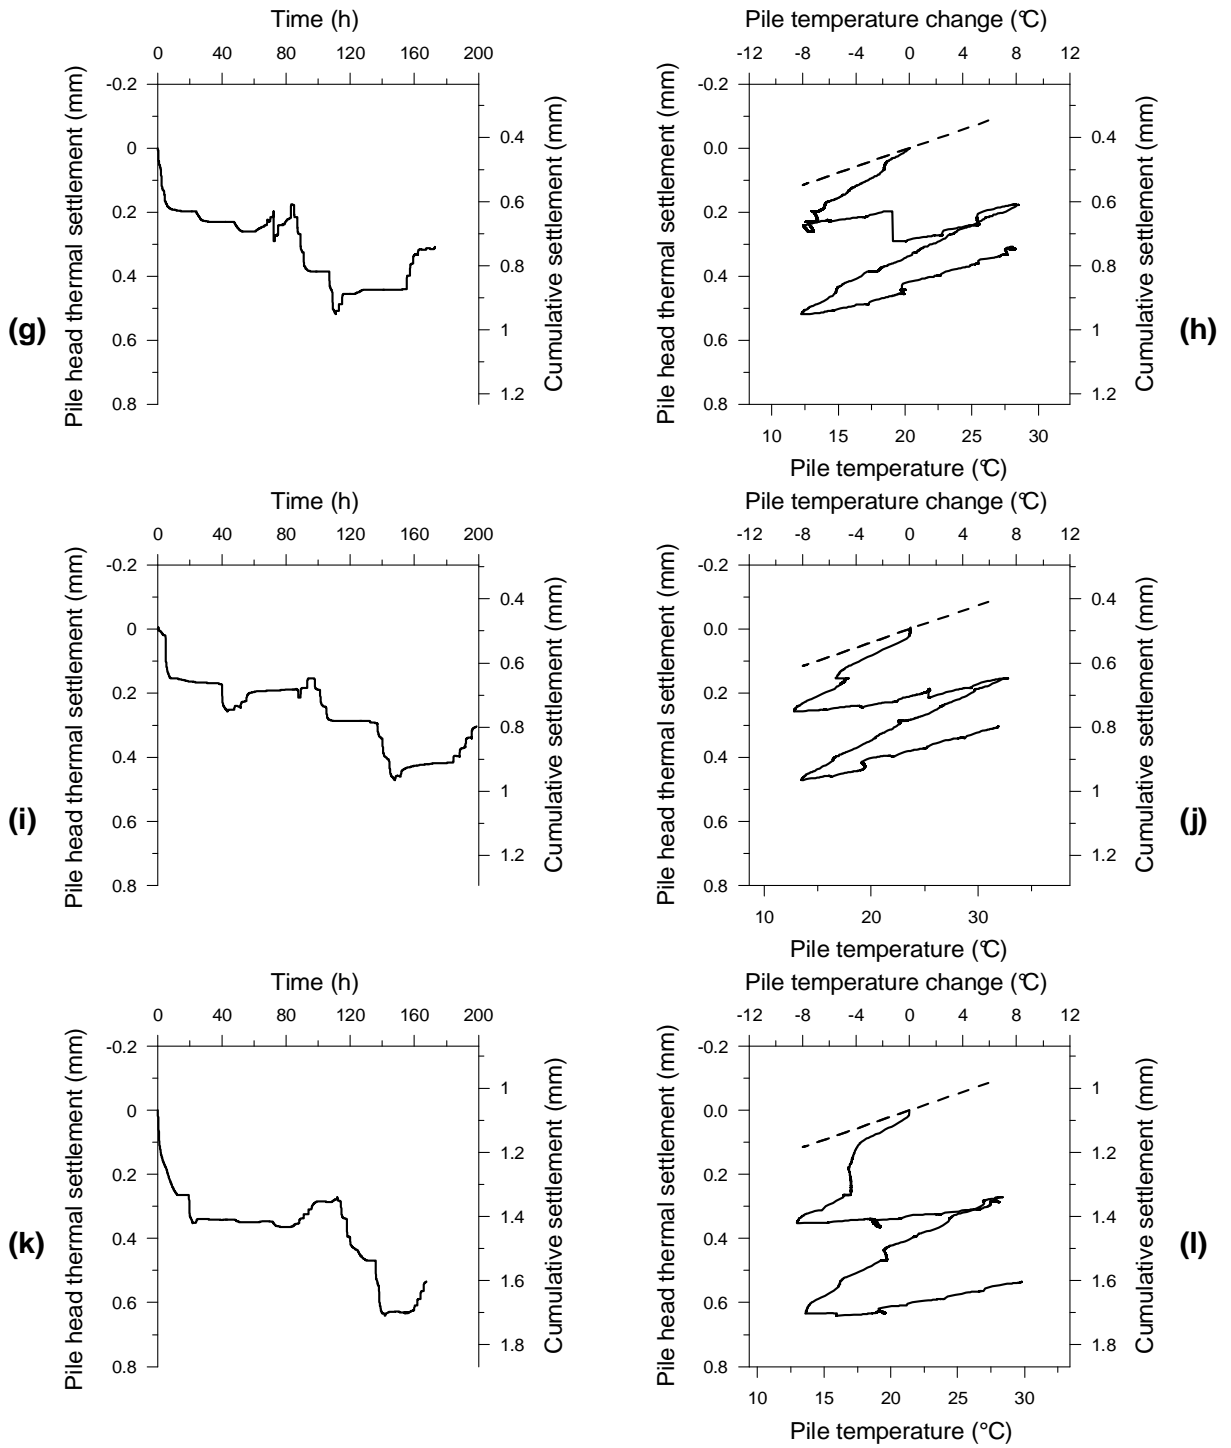 Time (h)
0 40 80 120 160 200
Pile head thermal settlement (mm)
-0.2
0
0.2
0.4
0.6
0.8
Cumulative settlement (mm)
0.4
0.6
0.8
1
1.2
(g)
Pile temperature change (°C)
-12 -8 -4 0 4 8 12
Pile head thermal settlement (mm)
-0.2
0
0.2
0.4
0.6
0.8
Cumulative settlement (mm)
0.4
0.6
0.8
1
1.2
10 15 20 25 30
Pile temperature (°C)
(h)
Time (h)
0 40 80 120 160 200
Pile head thermal settlement (mm)
-0.2
0.0
0.2
0.4
0.6
0.8
Cumulative settlement (mm)
0.4
0.6
0.8
1
1.2
(i)
Pile temperature change (°C)
-12 -8 -4 0 4 8 12
Pile head thermal settlement (mm)
-0.2
0.0
0.2
0.4
0.6
0.8
Cumulative settlement (mm)
0.4
0.6
0.8
1
1.2
10 20 30
Pile temperature (°C)
(j)
Time (h)
0 40 80 120 160 200
Pile head thermal settlement (mm)
-0.2
0
0.2
0.4
0.6
0.8
Cumulative settlement (mm)
1
1.2
1.4
1.6
1.8
(k)
Pile temperature change (°C)
-12 -8 -4 0 4 8 12
Pile head thermal settlement (mm)
-0.2
0.0
0.2
0.4
0.6
0.8
Cumulative settlement (mm)
1
1.2
1.4
1.6
1.8
10 15 20 25 30
Pile temperature (°C)
(l)